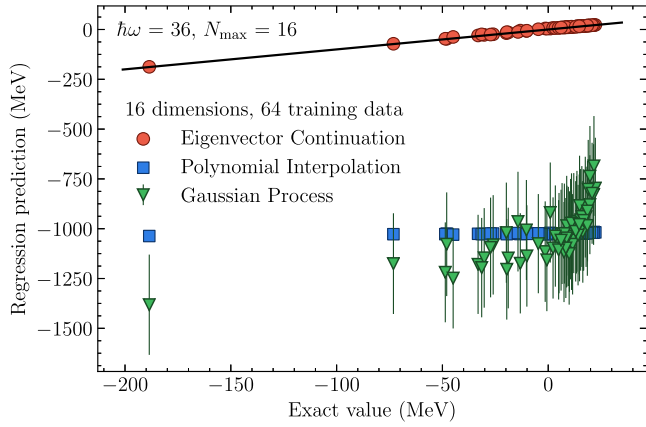 ħω = 36, N_max = 16
16 dimensions, 64 training data
Eigenvector Continuation
Polynomial Interpolation
Gaussian Process
Regression prediction (MeV)
0
−250
−500
−750
−1000
−1250
−1500
−200
−150
−100
−50
0
Exact value (MeV)